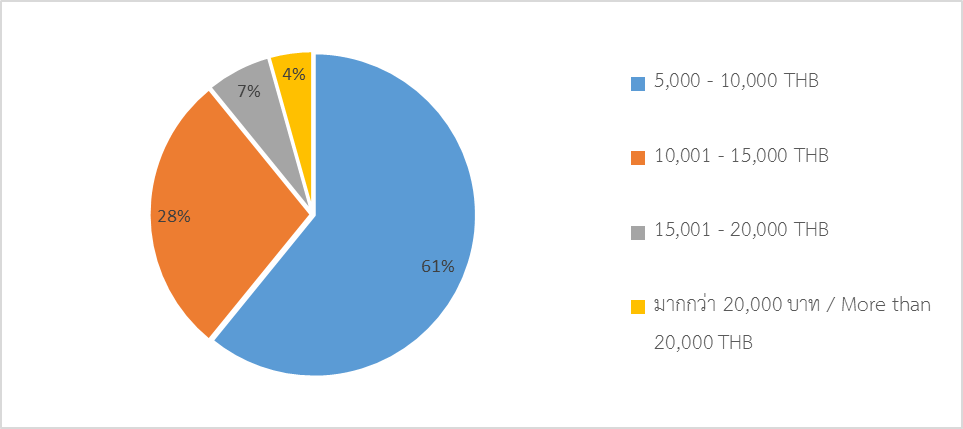 4%
7%
28%
61%
5,000 - 10,000 THB
10,001 - 15,000 THB
15,001 - 20,000 THB
มากกว่า 20,000 บาท / More than
20,000 THB